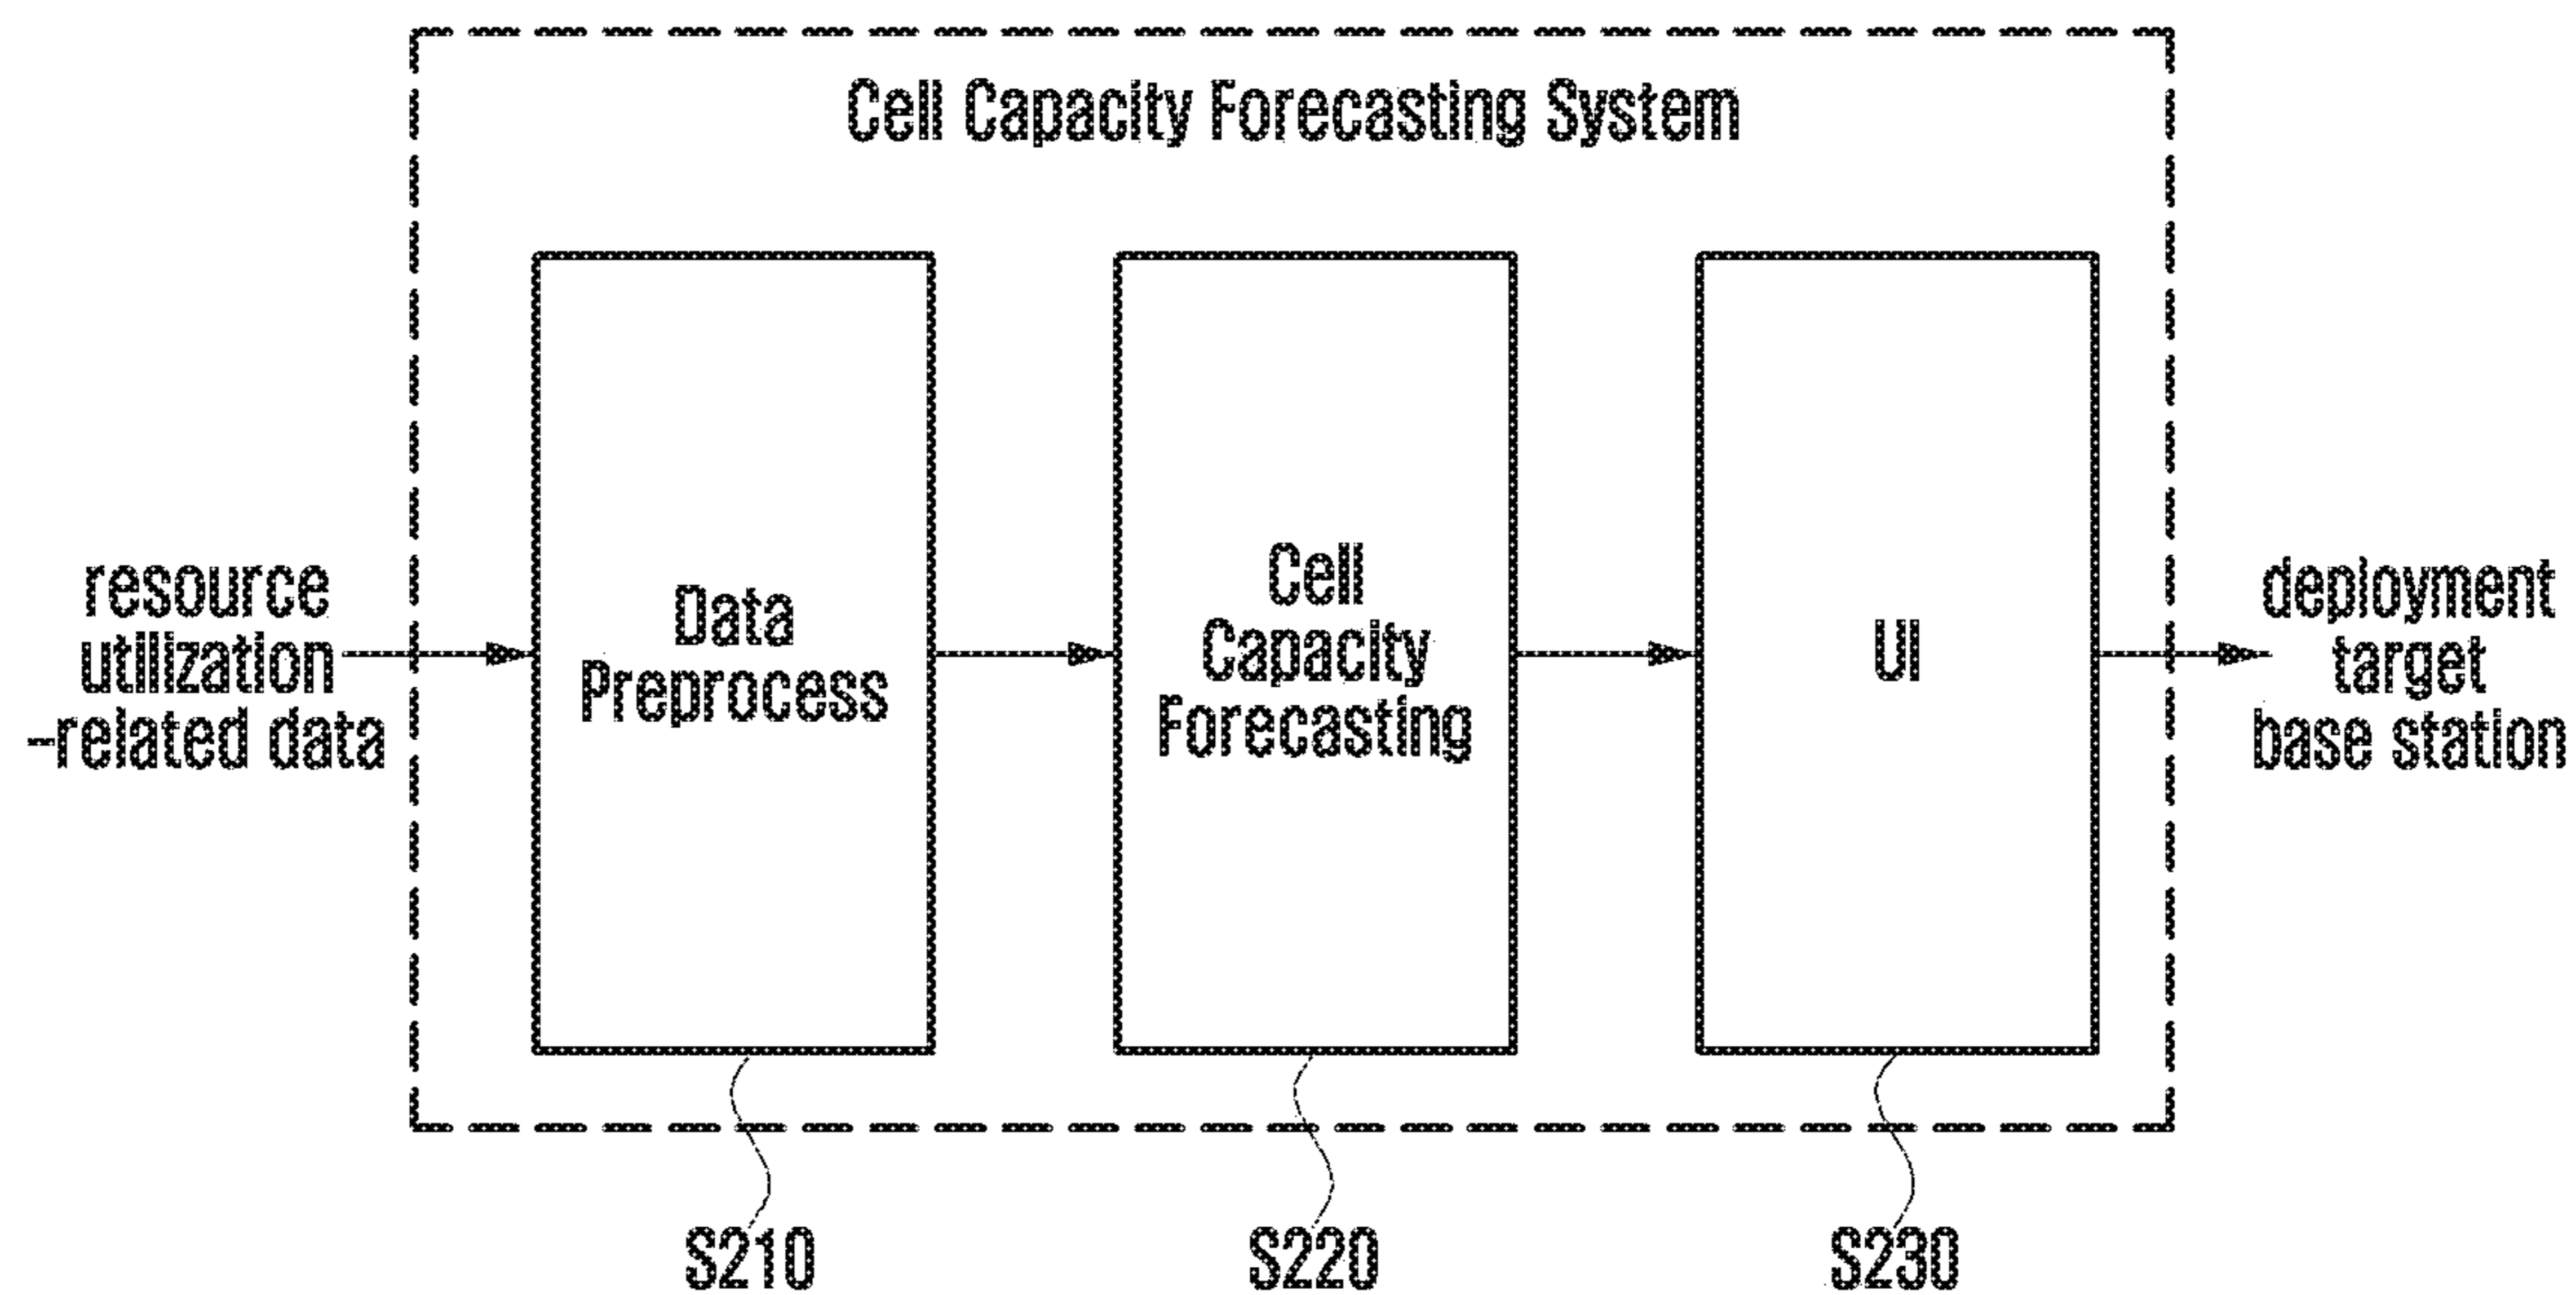 Cell Capacity Forecasting System
resource
utilization
-related data
Data
Preprocess
Cell
Capacity
Forecasting
UI
deployment
target
base station
S210
S220
S230